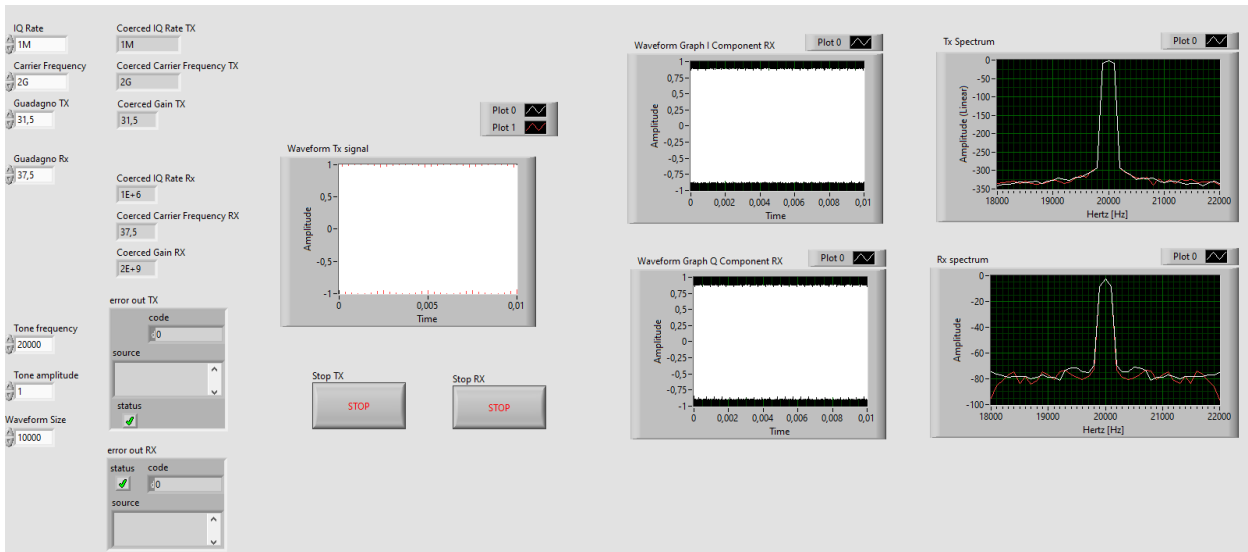 IQ Rate
1M
Carrier Frequency
2G
Guadagno TX
31,5
Guadagno Rx
37,5
Coerced IQ Rate TX
1M
Coerced Carrier Frequency TX
2G
Coerced Gain TX
31,5
Coerced IQ Rate Rx
1E+6
Coerced Carrier Frequency RX
37,5
Coerced Gain RX
2E+9
Tone frequency
20000
Tone amplitude
1
Waveform Size
10000
error out TX
code
0
source
status
error out RX
status
code
0
source
Plot 0
Plot 1
Waveform Tx signal
Amplitude
1
0,5
0
-0,5
-1
0
0,005
0,01
Time
Stop TX
STOP
Stop RX
STOP
Waveform Graph I Component RX
Plot 0
Amplitude
1
0,75
0,5
0,25
0
-0,25
-0,5
-0,75
-1
0
0,002
0,004
0,006
0,008
0,01
Time
Waveform Graph Q Component RX
Plot 0
Amplitude
1
0,75
0,5
0,25
0
-0,25
-0,5
-0,75
-1
0
0,002
0,004
0,006
0,008
0,01
Time
Tx Spectrum
Plot 0
Amplitude (Linear)
0
-50
-100
-150
-200
-250
-300
-350
18000
19000
20000
21000
22000
Hertz [Hz]
Rx spectrum
Plot 0
Amplitude
0
-20
-40
-60
-80
-100
18000
19000
20000
21000
22000
Hertz [Hz]